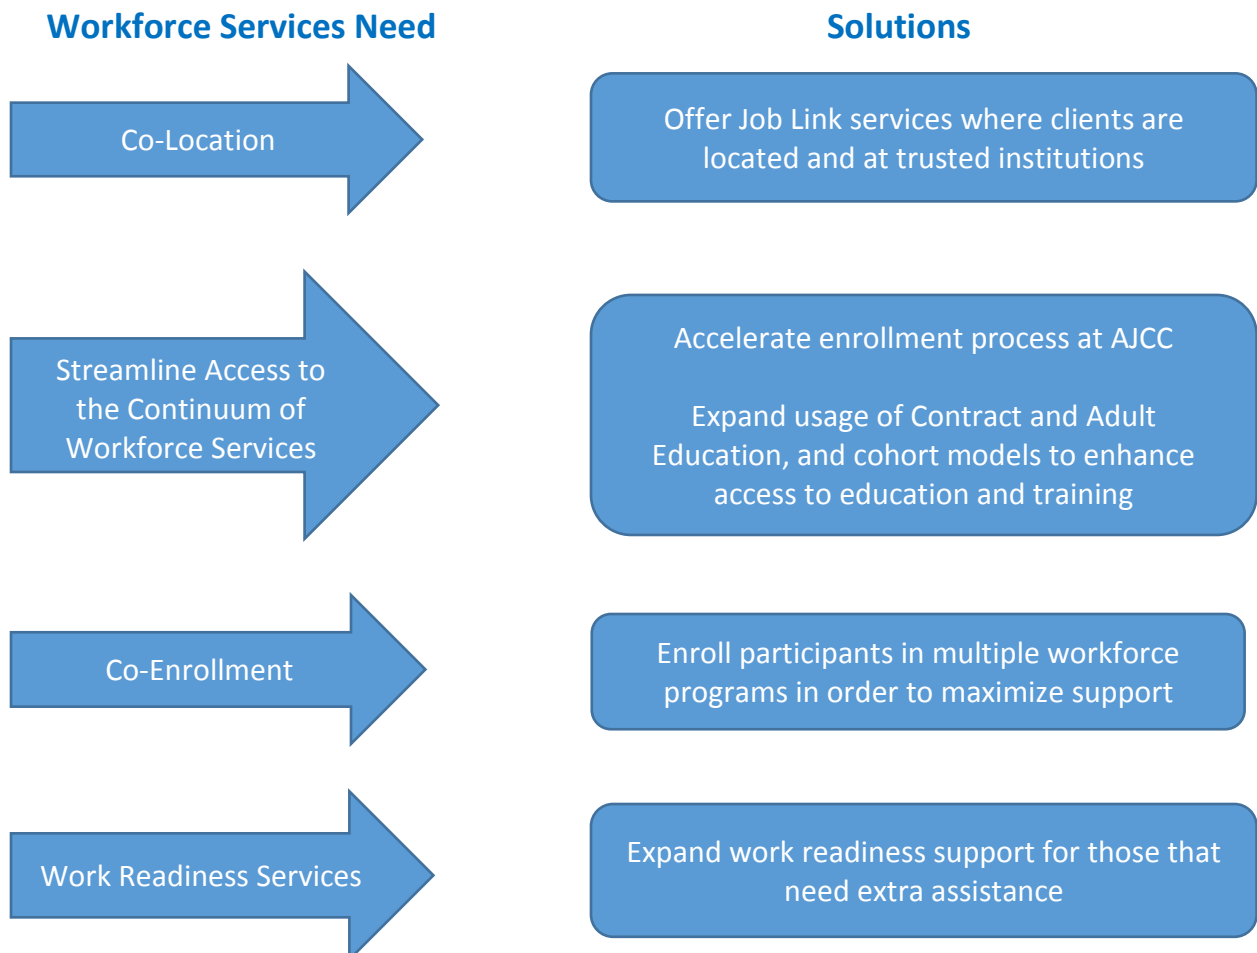 Workforce Services Need
Solutions
Co-Location
Offer Job Link services where clients are
located and at trusted institutions
Streamline Access to
the Continuum of
Workforce Services
Accelerate enrollment process at AJCC
Expand usage of Contract and Adult
Education, and cohort models to enhance
access to education and training
Co-Enrollment
Enroll participants in multiple workforce
programs in order to maximize support
Work Readiness Services
Expand work readiness support for those that
need extra assistance